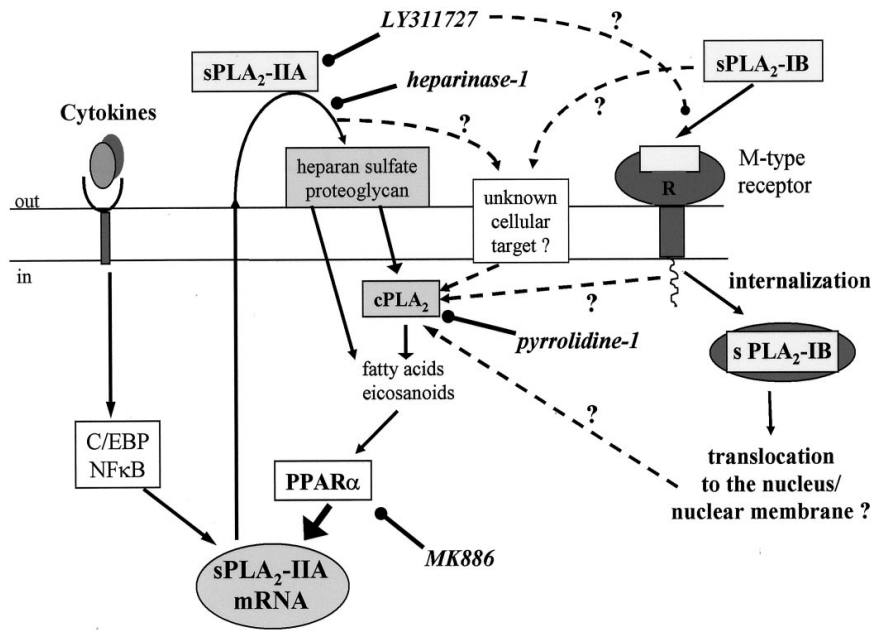 LY311727
?
sPLA₂-IIA
sPLA₂-IB
heparinase-1
?
Cytokines
?
heparan sulfate
proteoglycan
M-type
receptor
R
out
unknown
cellular
target ?
in
internalization
cPLA₂
?
pyrrolidine-1
s PLA₂-IB
fatty acids
eicosanoids
?
C/EBP
NFκB
translocation
to the nucleus/
nuclear membrane ?
PPARα
MK886
sPLA₂-IIA
mRNA